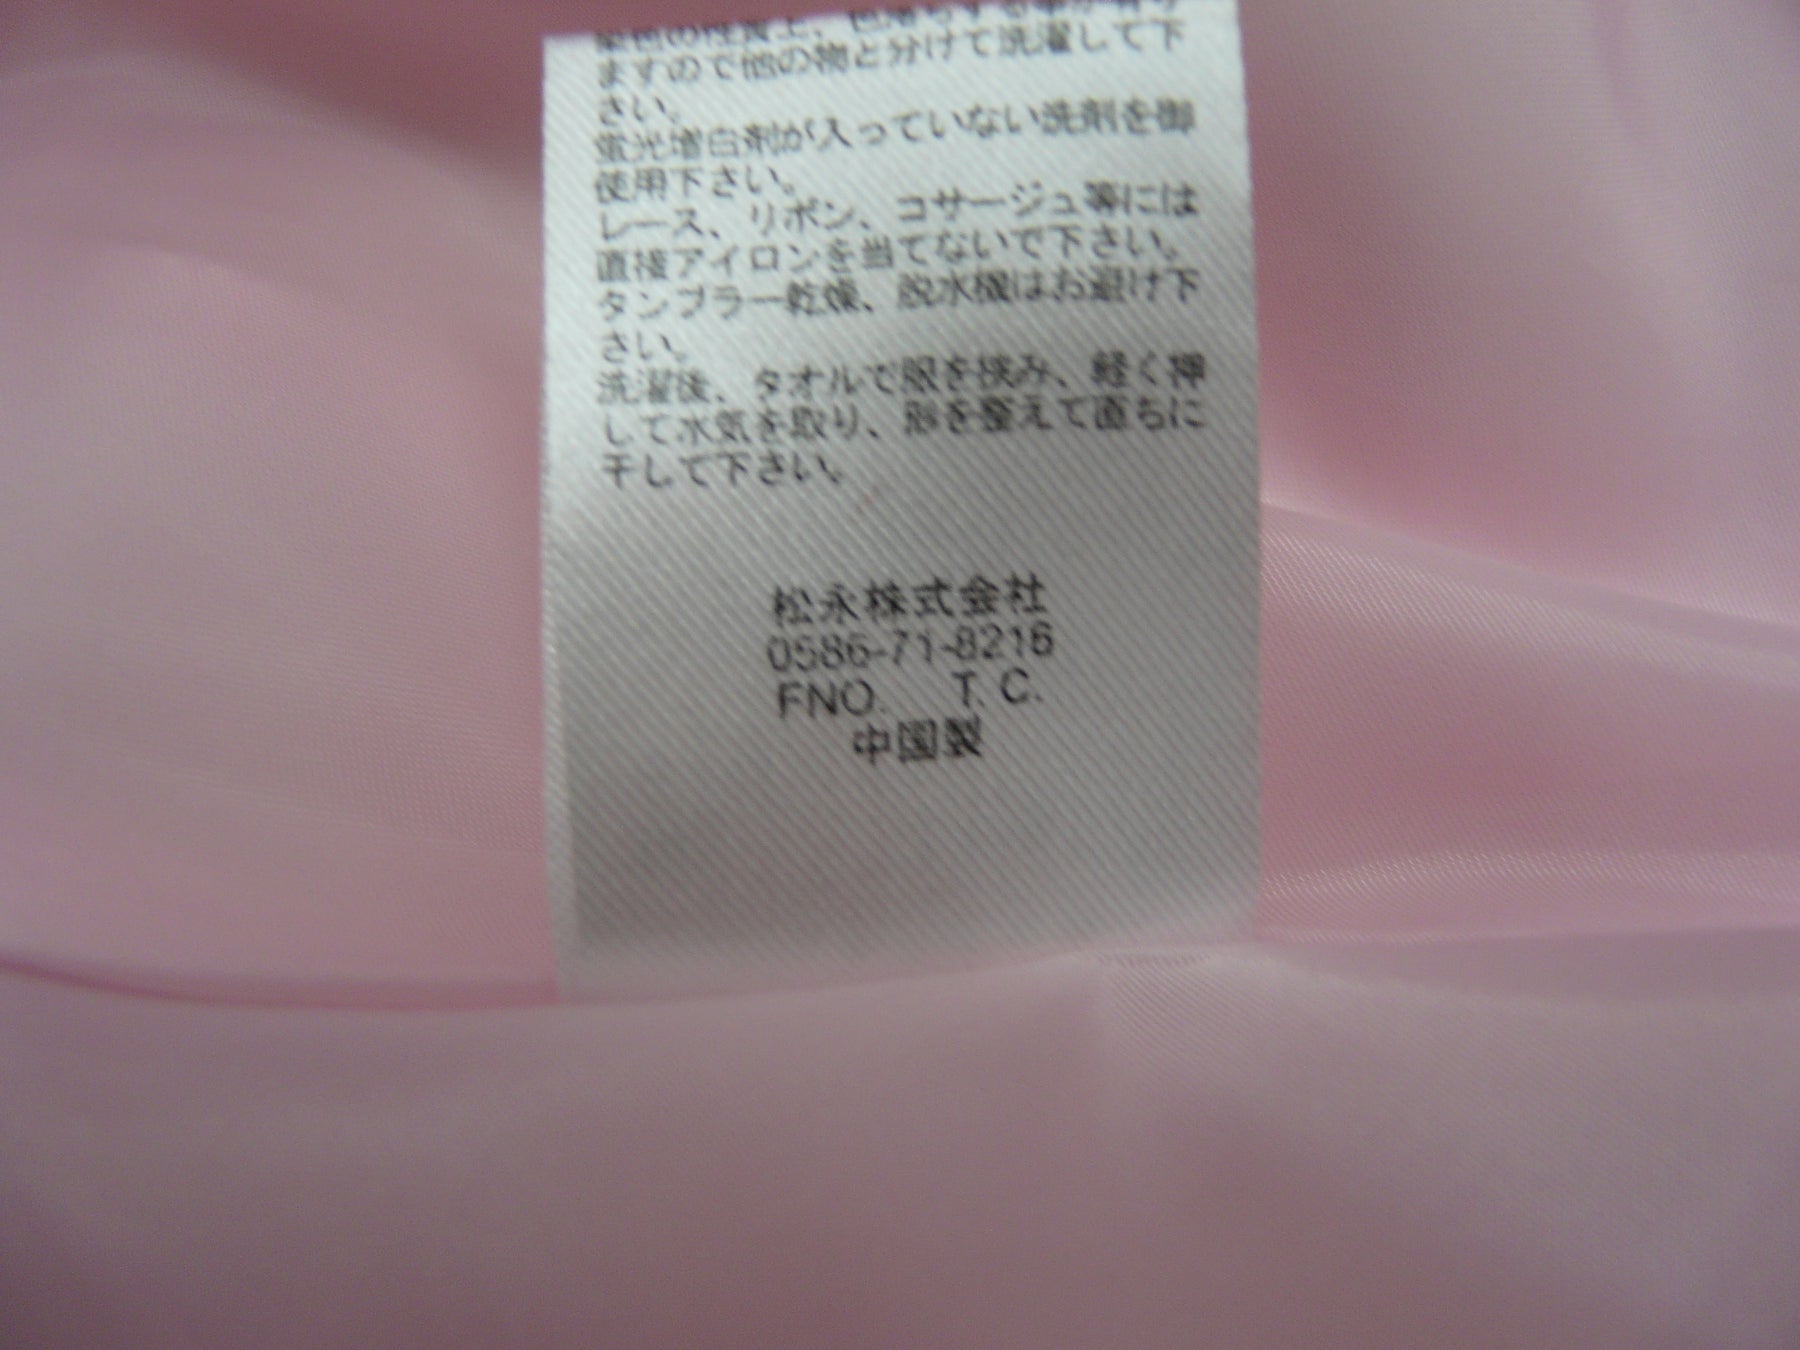 ますので他の物と分けて洗濯して下
さい。
蛍光増白剤が入っていない洗剤を御
使用下さい。
レース、リボン、コサージュ等には
直接アイロンを当てないで下さい。
タンブラー乾燥、脱水機はお避け下
さい。
洗濯後、タオルで服を挟み、軽く押
して水気を取り、形を整えて直ちに
干して下さい。
松永株式会社
0586-71-8216
FNO. T. C.
中国製